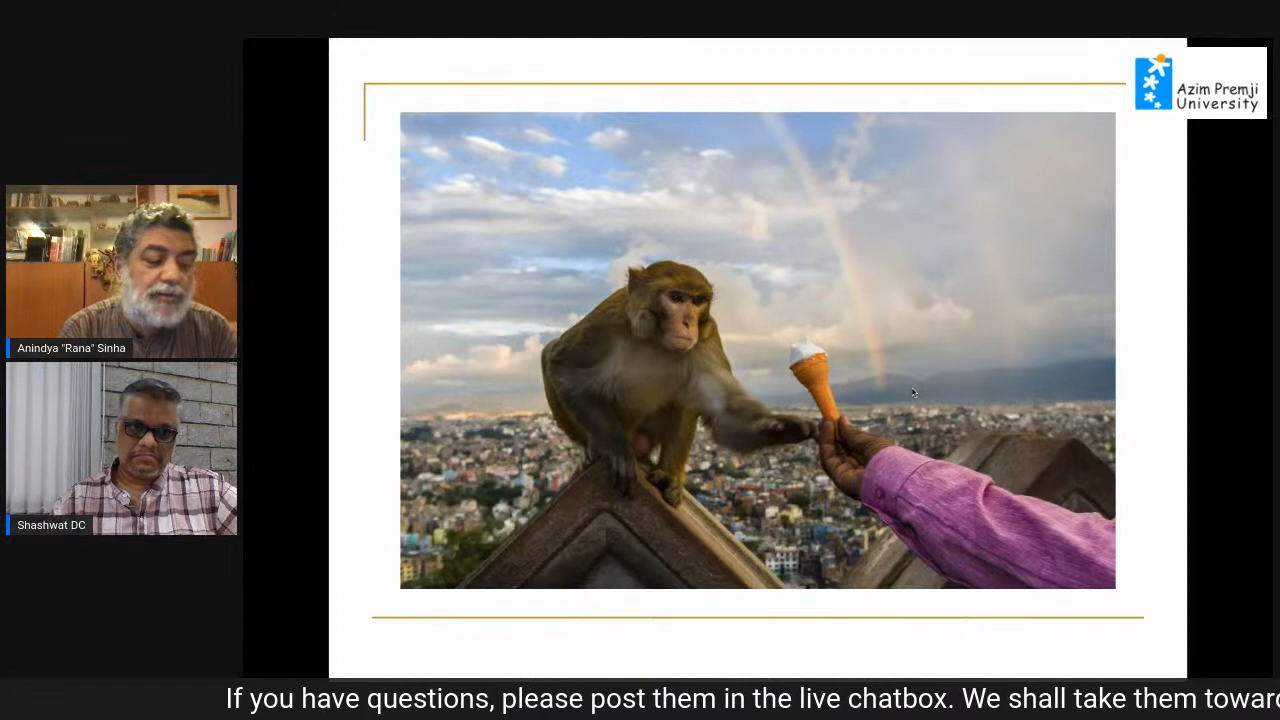 Azim Premji
University
Anindya "Rana" Sinha
Shashwat DC
If you have questions, please post them in the live chatbox. We shall take them